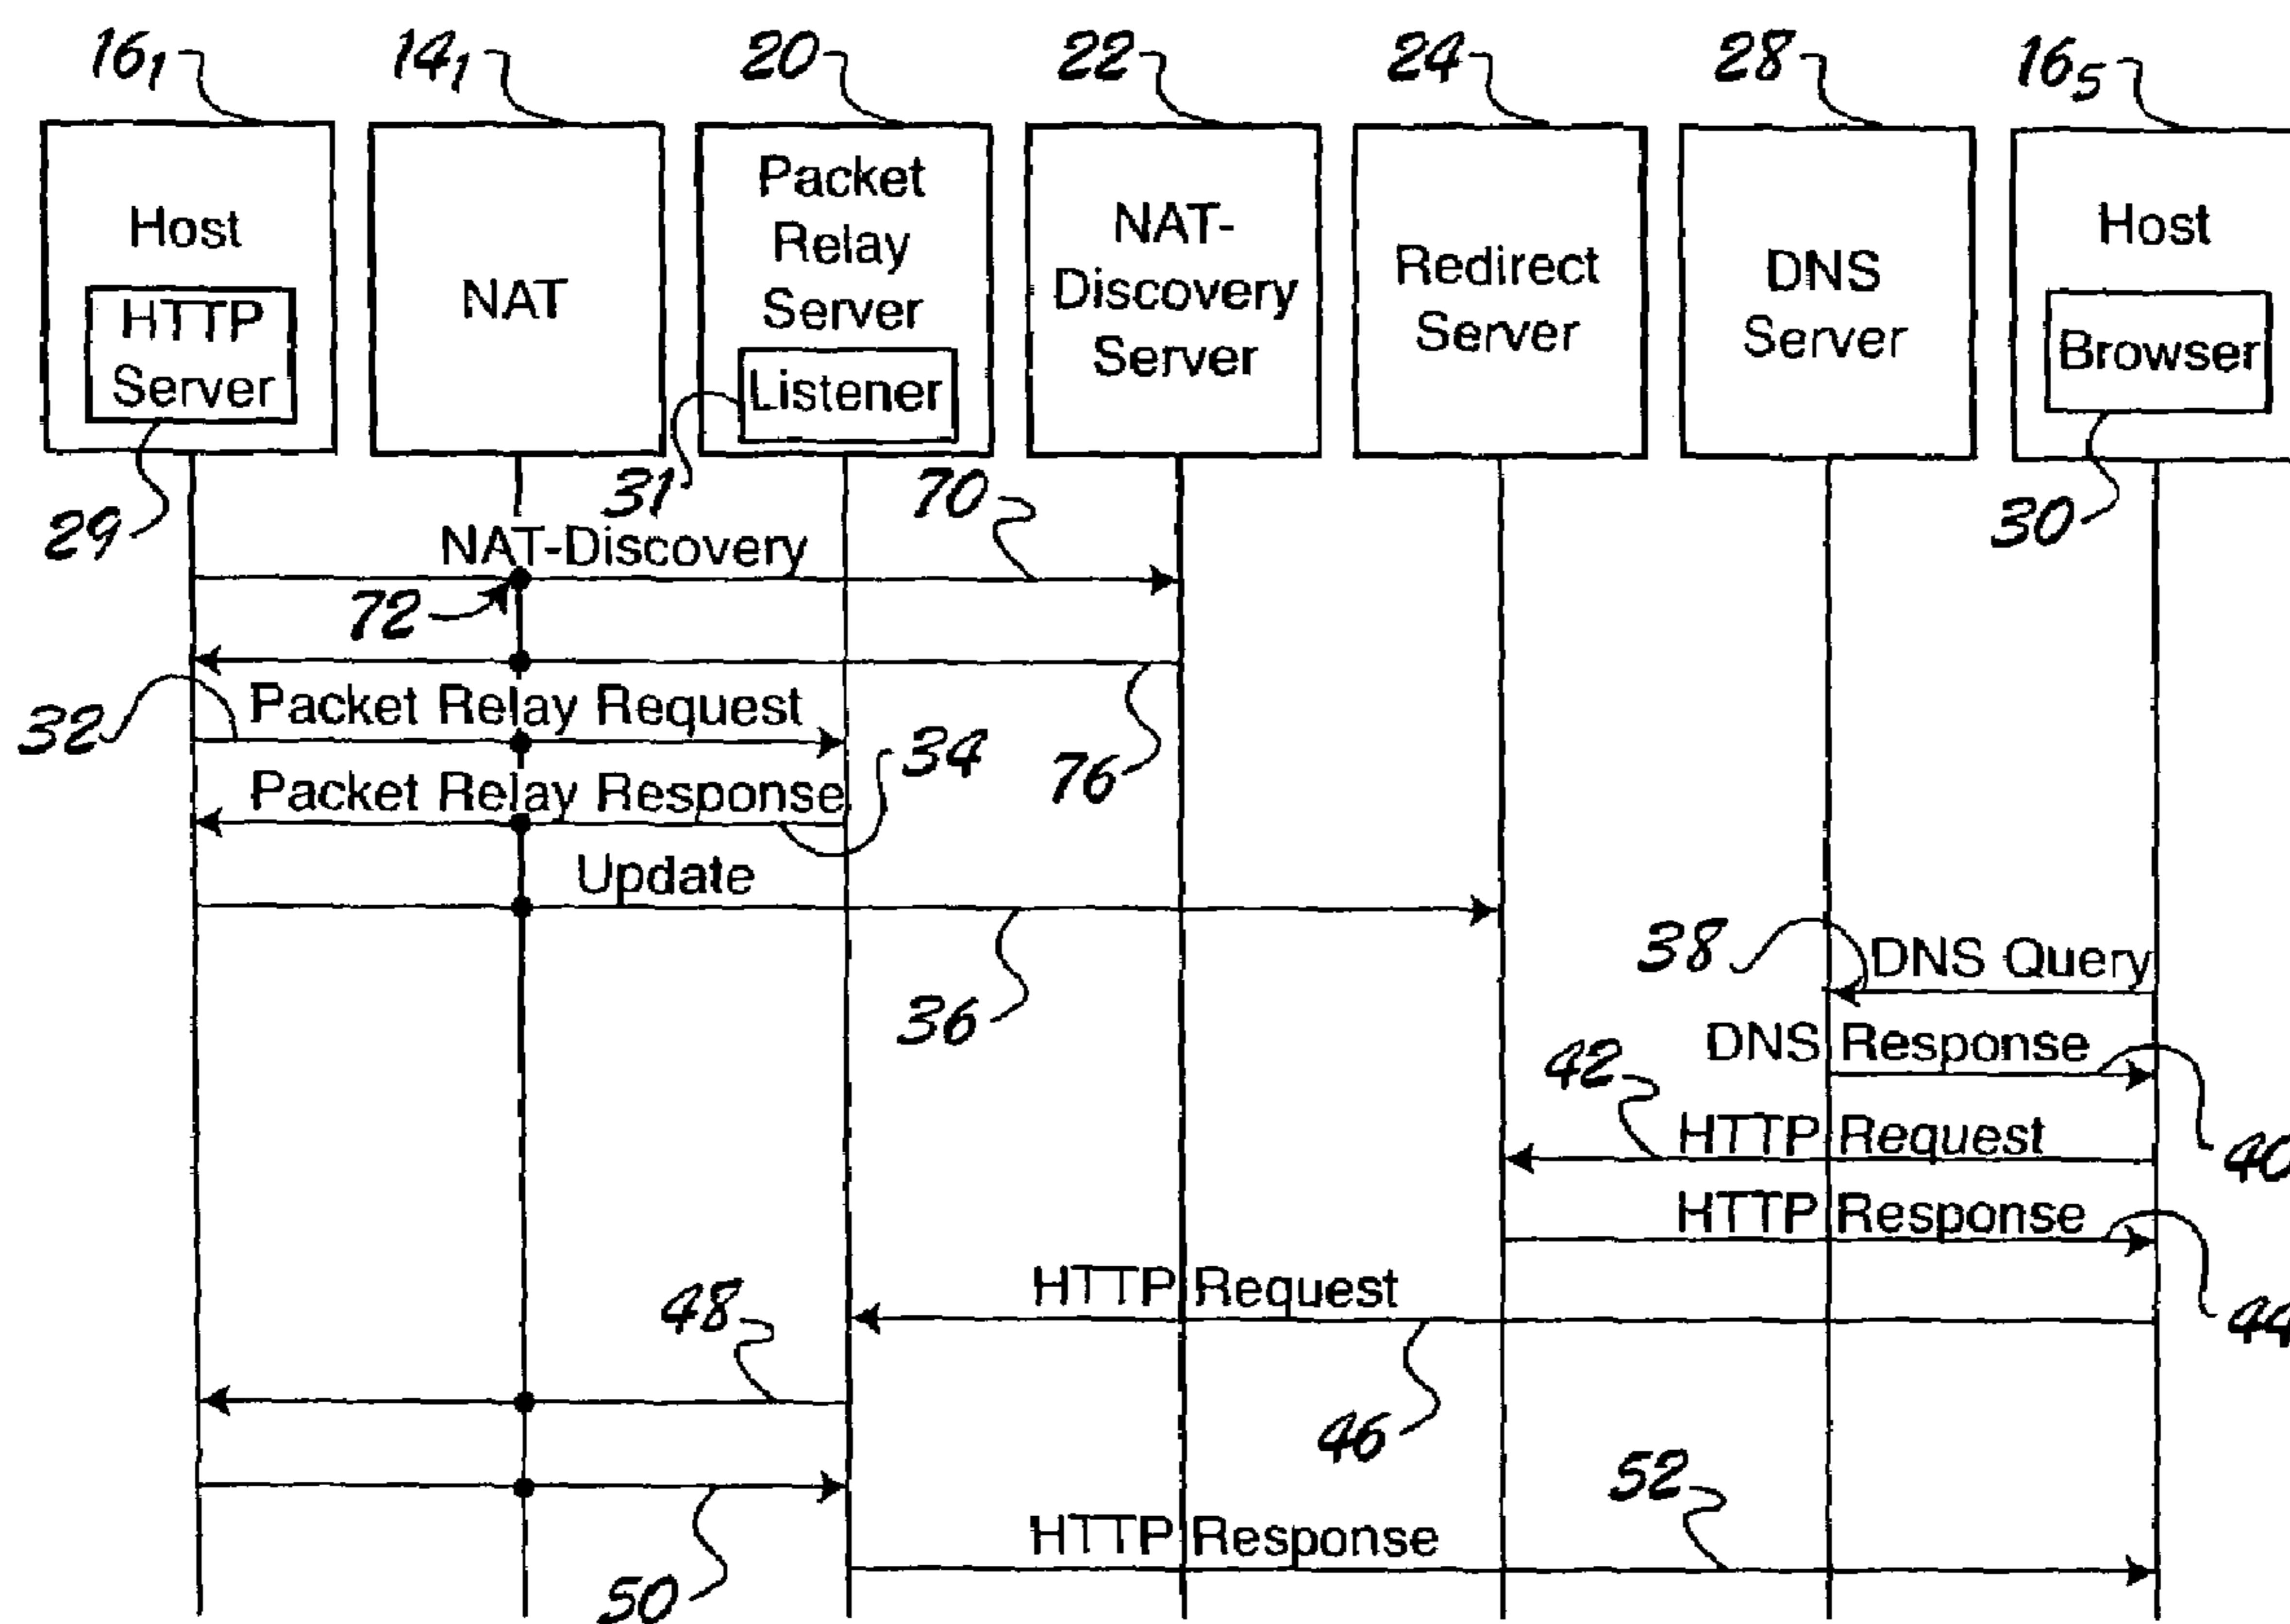 16₁ 14₁ 20 22 24 28 16₅
Host
HTTP
Server
29
NAT
Packet
Relay
Server
Listener
31
NAT-
Discovery
Server
Redirect
Server
DNS
Server
Host
Browser
30
NAT-Discovery
70
72
76
Packet Relay Request
32
Packet Relay Response
34
Update
36
DNS Query
38
DNS Response
40
HTTP Request
42
HTTP Response
44
HTTP Request
46
48
50
HTTP Response
52